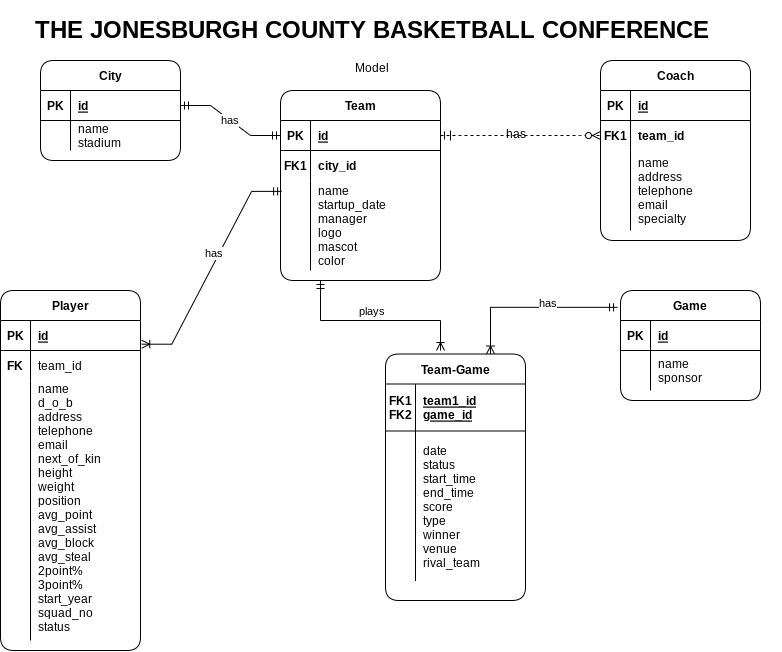 THE JONESBURGH COUNTY BASKETBALL CONFERENCE
Model
City
PK id
name
stadium
has
Team
PK id
FK1 city_id
name
startup_date
manager
logo
mascot
color
has
Coach
PK id
FK1 team_id
name
address
telephone
email
specialty
has
Player
PK id
FK team_id
name
d_o_b
address
telephone
email
next_of_kin
height
weight
position
avg_point
avg_assist
avg_block
avg_steal
2point%
3point%
start_year
squad_no
status
plays
has
Game
PK id
name
sponsor
Team-Game
FK1 team1_id
FK2 game_id
date
status
start_time
end_time
score
type
winner
venue
rival_team